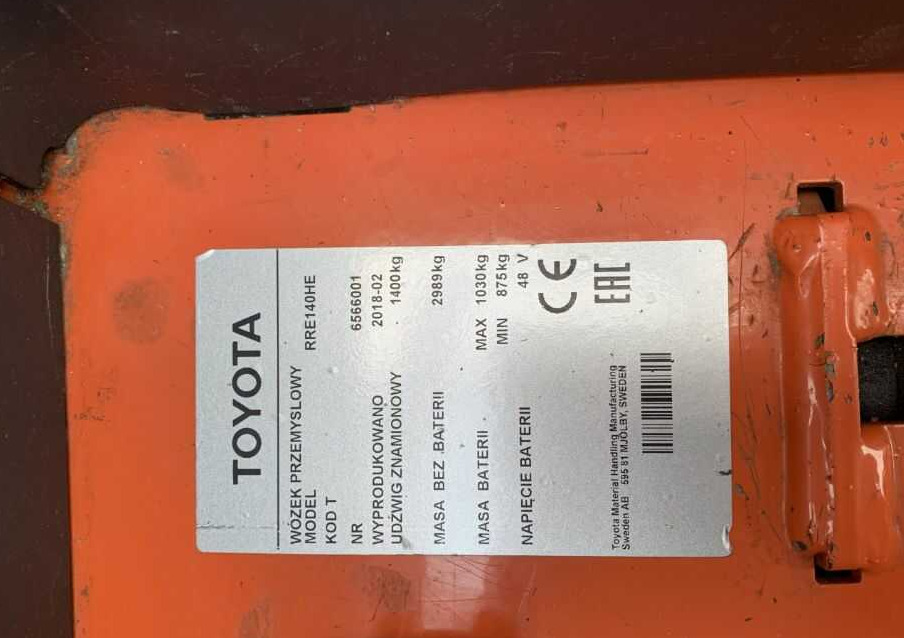 TOYOTA
WÓZEK PRZEMYSLOWY
MODEL RRE140HE
KOD T
NR 6566001
WYPRODUKOWANO 2018-02
UDŹWIG ZNAMIONOWY 1400kg
MASA BEZ BATERII 2989kg
MASA BATERII MAX 1030kg
MIN 875kg
NAPIĘCIE BATERII 48 V
CE
EAC
Toyota Material Handling Manufacturing
Sweden AB 595 81 MJÖLBY, SWEDEN